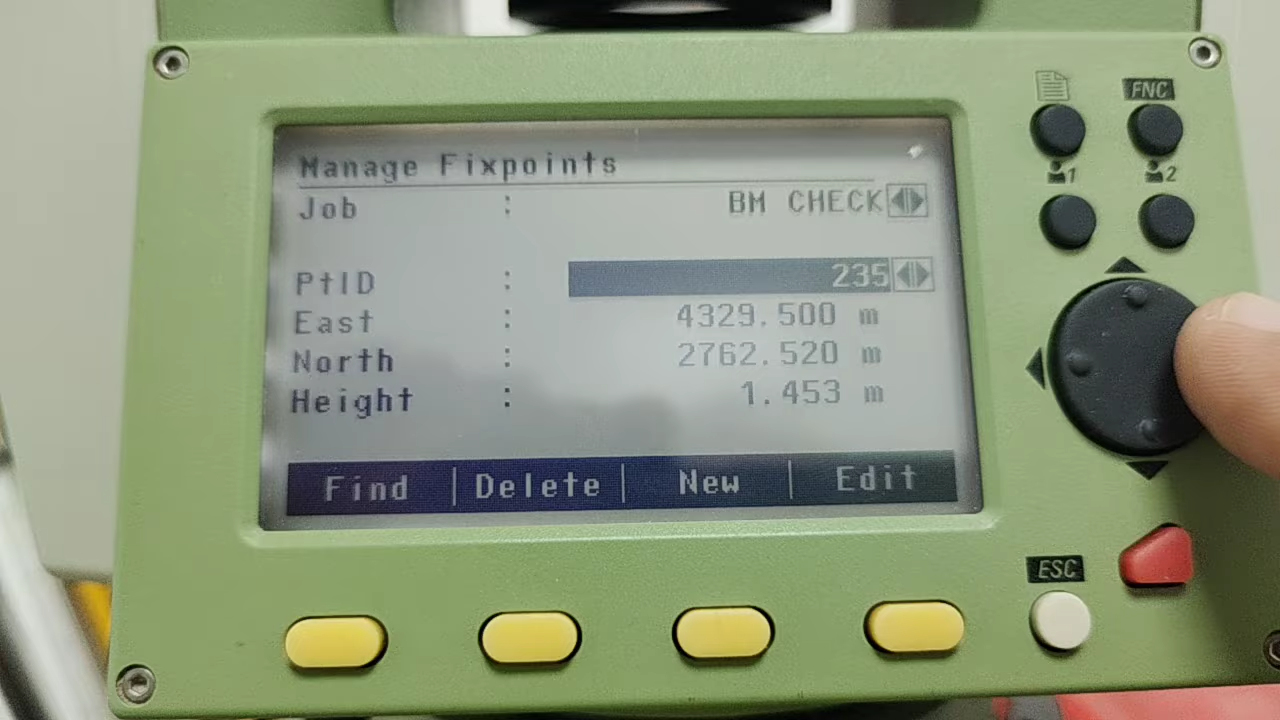 Manage Fixpoints
Job : BM CHECK
PtID : 235
East : 4329.500 m
North : 2762.520 m
Height : 1.453 m
Find Delete New Edit
FNC
1 2
ESC